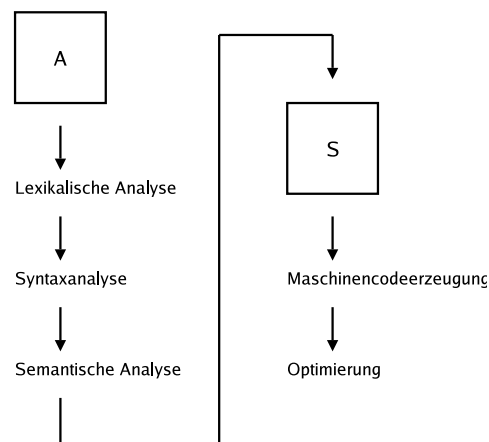 A
Lexikalische Analyse
Syntaxanalyse
Semantische Analyse
S
Maschinencodeerzeugung
Optimierung